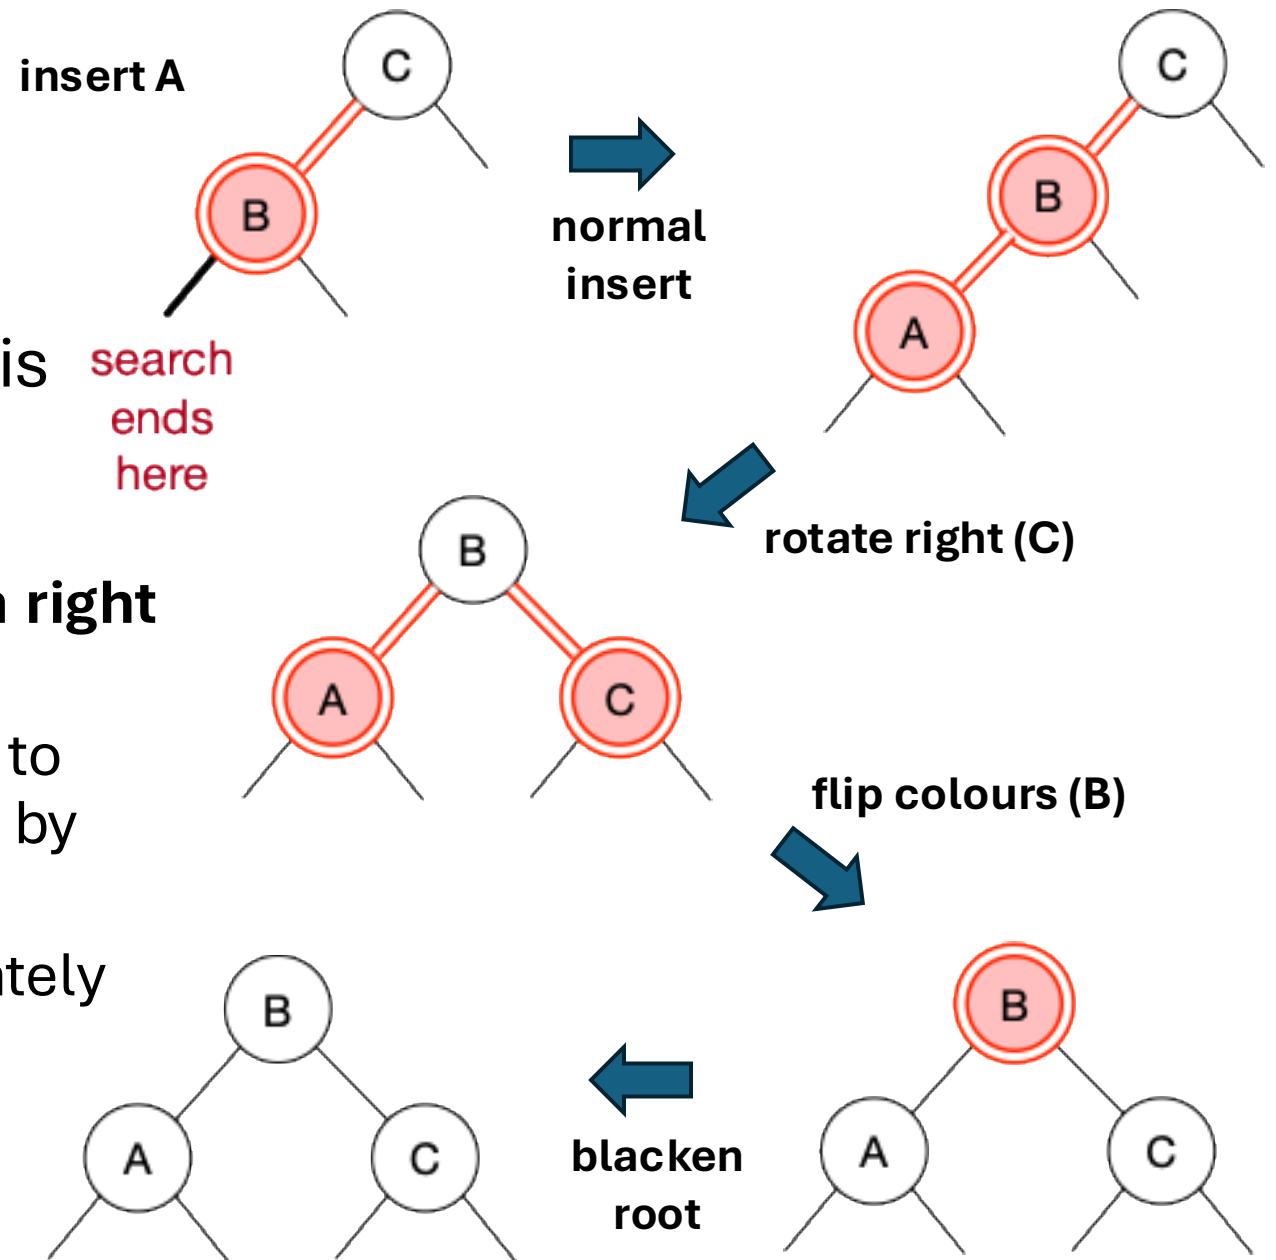 insert A
C
B
normal
insert
C
B
A
is
search
ends
here
rotate right (C)
B
right
A
C
to
by
flip colours (B)
tely
B
A
C
blacken
root
B
A
C